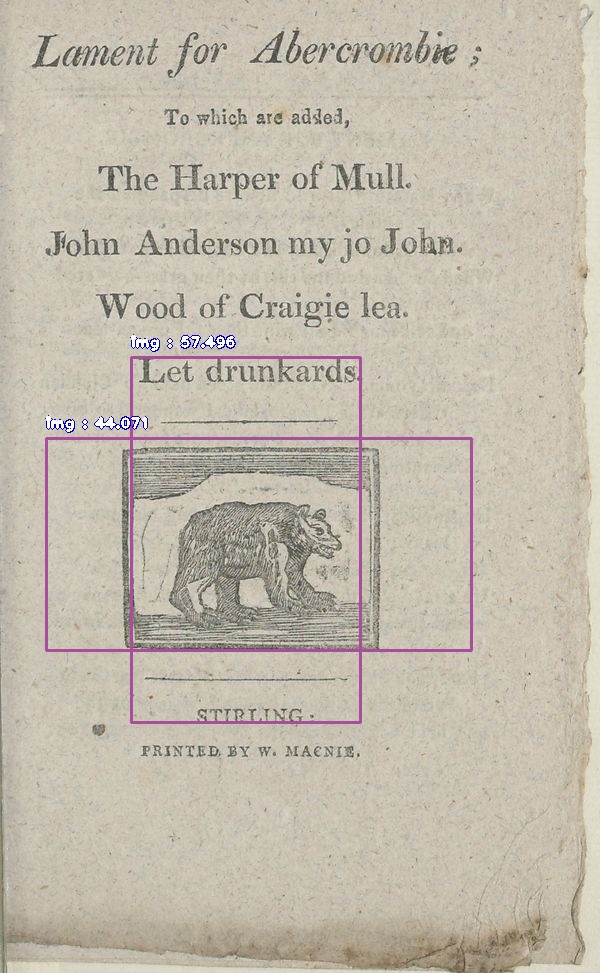 Lament for Abercrombie;
To which are added,
The Harper of Mull.
John Anderson my jo John.
Wood of Craigie lea.
img : 57.496
Let drunkards.
img : 44.071
STIRLING:
PRINTED BY W. MACNIE.